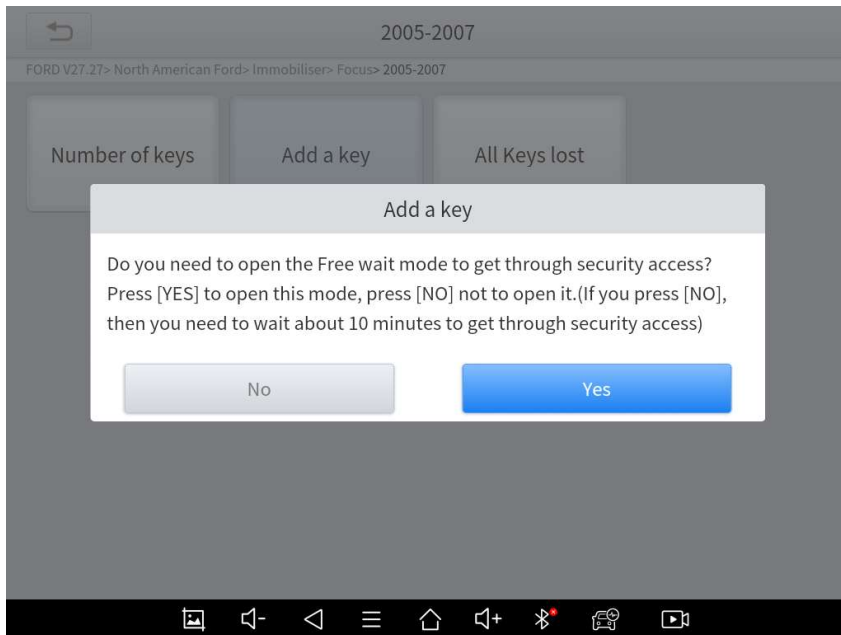 2005-2007
FORD V27.27> North American Ford> Immobiliser> Focus> 2005-2007
Number of keys
Add a key
All Keys lost
Add a key
Do you need to open the Free wait mode to get through security access?
Press [YES] to open this mode, press [NO] not to open it.(If you press [NO],
then you need to wait about 10 minutes to get through security access)
No
Yes